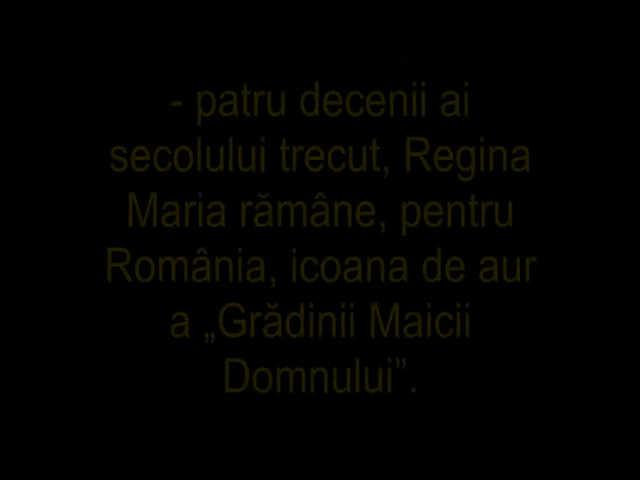 - patru decenii ai
secolului trecut, Regina
Maria rămâne, pentru
România, icoana de aur
a „Grădinii Maicii
Domnului”.